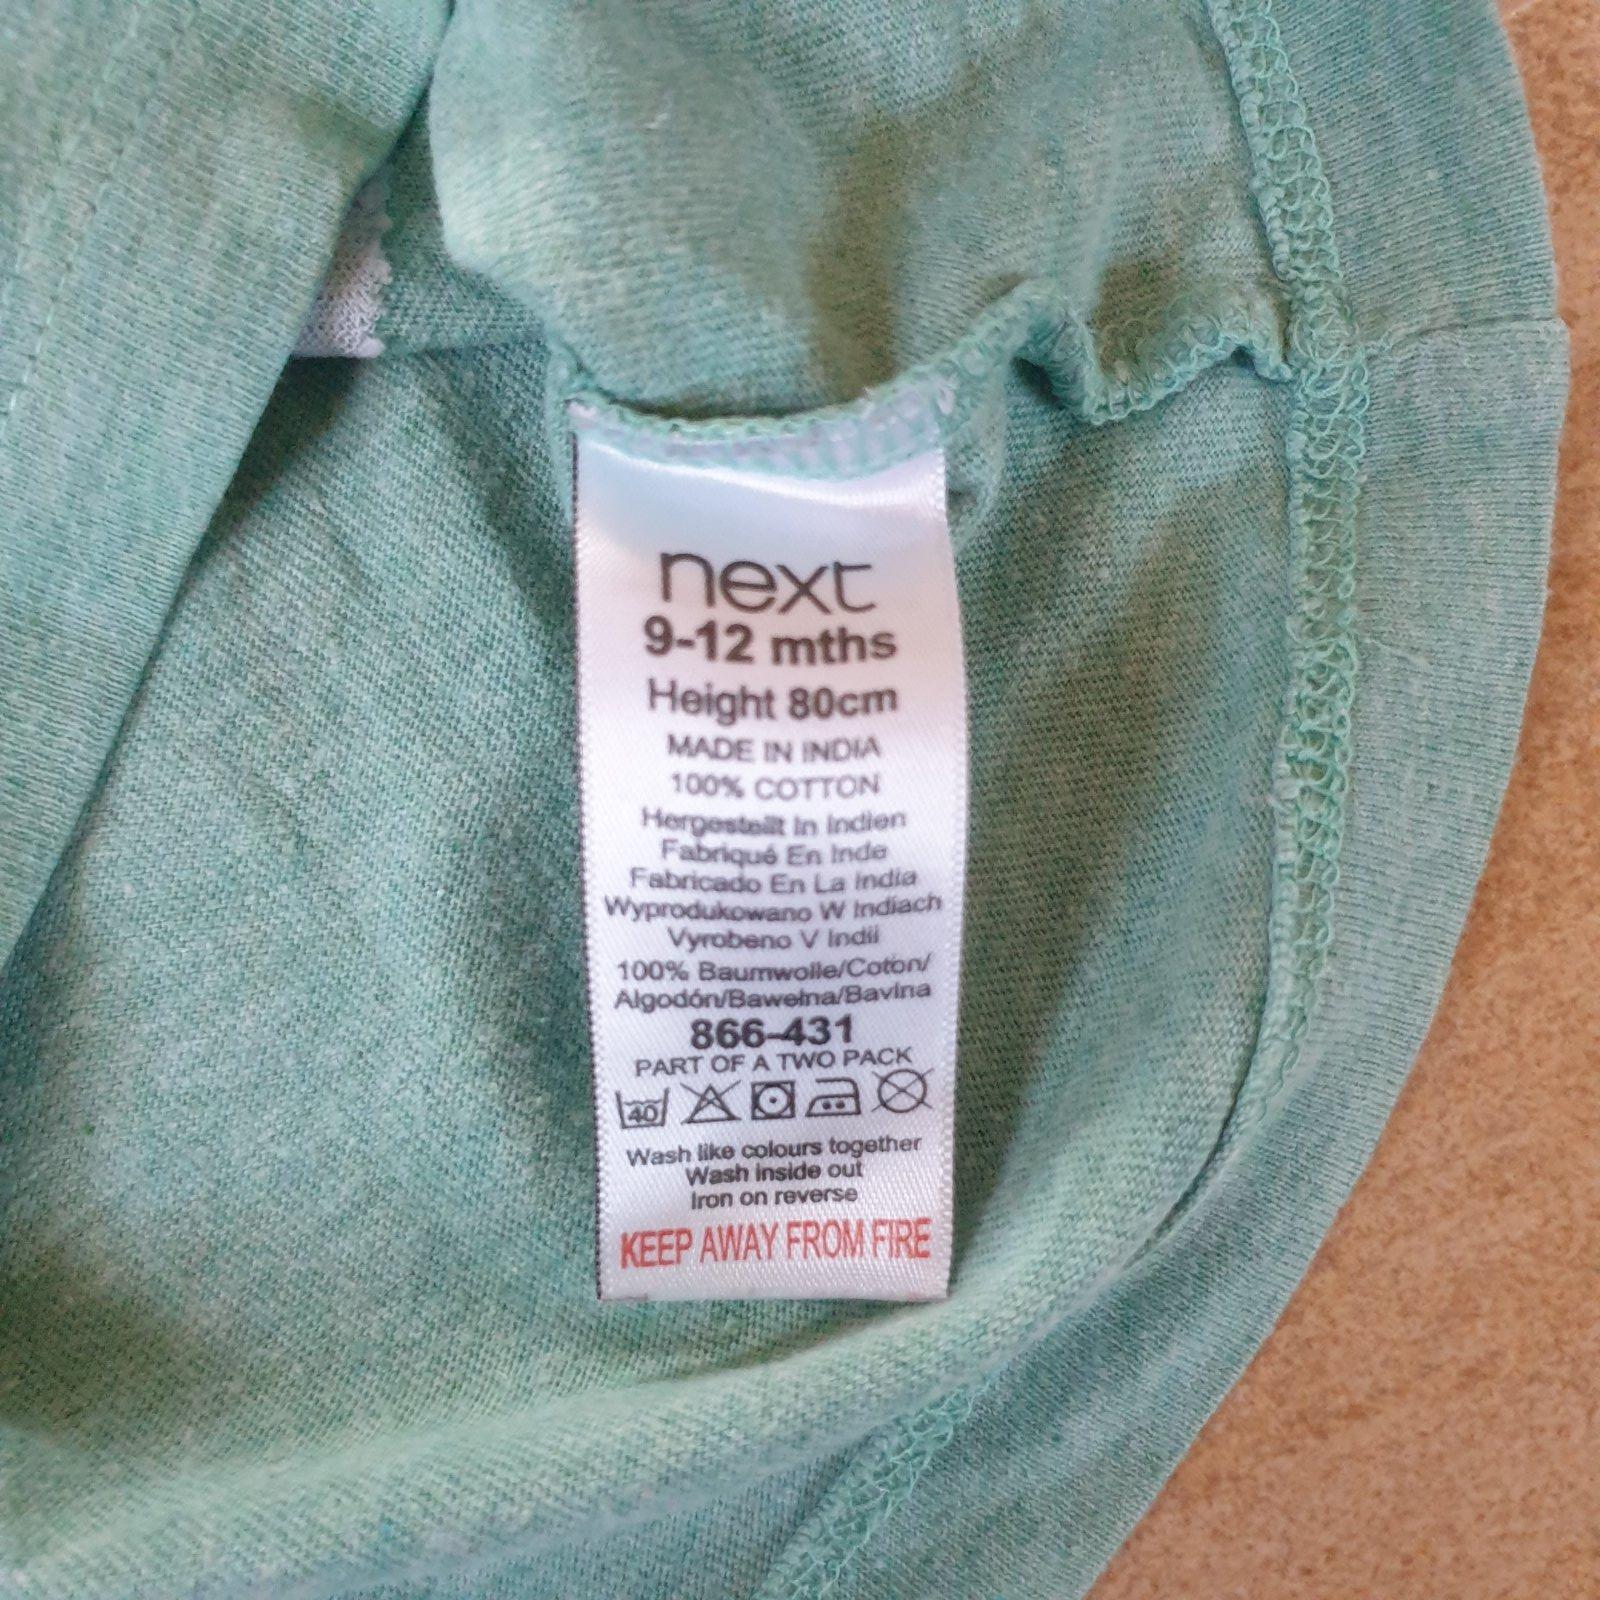 next
9-12 mths
Height 80cm
MADE IN INDIA
100% COTTON
Hergestellt In Indien
Fabriqué En Inde
Fabricado En La India
Wyprodukowano W Indiach
Vyrobeno V Indii
100% Baumwolle/Coton/
Algodón/Bawełna/Bavlna
866-431
PART OF A TWO PACK
40
Wash like colours together
Wash inside out
Iron on reverse
KEEP AWAY FROM FIRE